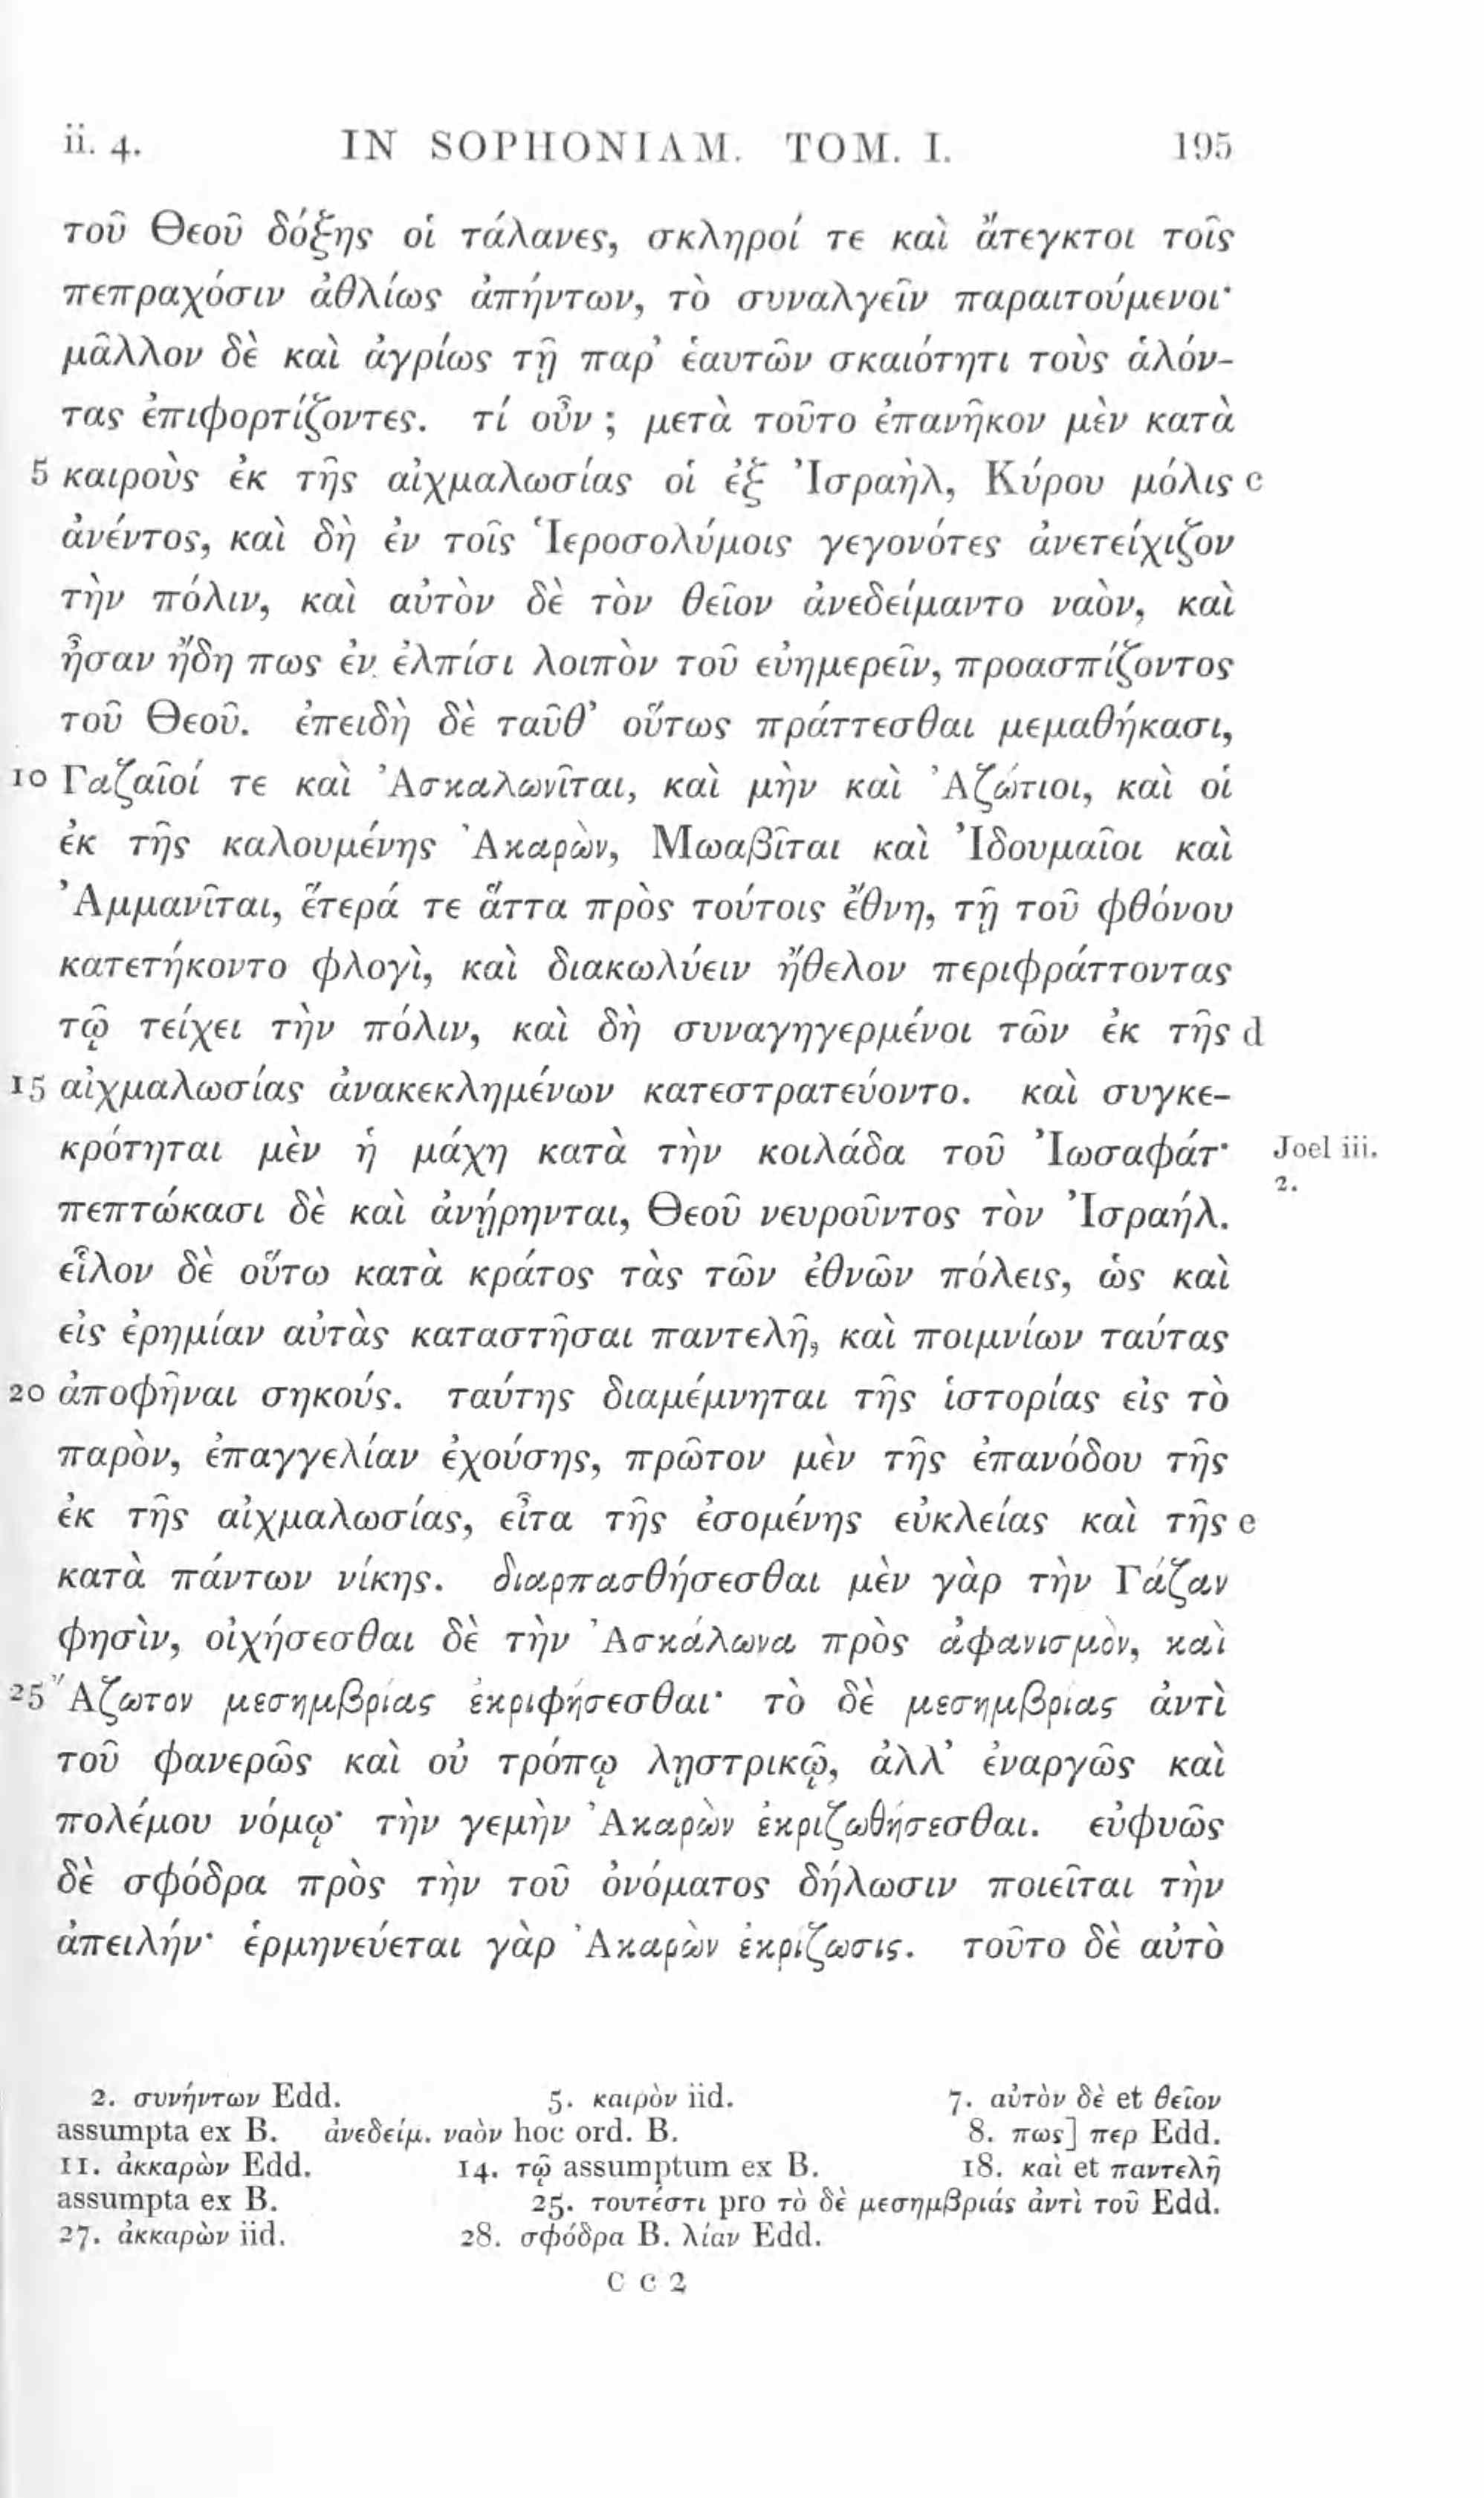 ii. 4. IN SOPHONIAM. TOM. I. 195
τοῦ Θεοῦ δόξης οἱ τάλανες, σκληροί τε καὶ ἄτεγκτοι τοῖς
πεπραχόσιν ἀθλίως ἀπήντων, τὸ συναλγεῖν παραιτούμενοι·
μᾶλλον δὲ καὶ ἀγρίως τῇ παρ’ ἑαυτῶν σκαιότητι τοὺς ἁλόν-
τας ἐπιφορτίζοντες. τί οὖν ; μετὰ τοῦτο ἐπανῆκον μὲν κατὰ
5 καιροὺς ἐκ τῆς αἰχμαλωσίας οἱ ἐξ Ἰσραὴλ, Κύρου μόλις c
ἀνέντος, καὶ δὴ ἐν τοῖς Ἱεροσολύμοις γεγονότες ἀνετείχιζον
τὴν πόλιν, καὶ αὐτὸν δὲ τὸν θεῖον ἀνεδείμαντο ναὸν, καὶ
ἦσαν ἤδη πως ἐν ἐλπίσι λοιπὸν τοῦ εὐημερεῖν, προασπίζοντος
τοῦ Θεοῦ. ἐπειδὴ δὲ ταῦθ’ οὕτως πράττεσθαι μεμαθήκασι,
10 Γαζαῖοί τε καὶ Ἀσκαλωνῖται, καὶ μὴν καὶ Ἀζώτιοι, καὶ οἱ
ἐκ τῆς καλουμένης Ἀκαρὼν, Μωαβῖται καὶ Ἰδουμαῖοι καὶ
Ἀμμανῖται, ἕτερά τε ἄττα πρὸς τούτοις ἔθνη, τῇ τοῦ φθόνου
κατετήκοντο φλογὶ, καὶ διακωλύειν ἤθελον περιφράττοντας
τῷ τείχει τὴν πόλιν, καὶ δὴ συναγηγερμένοι τῶν ἐκ τῆς d
15 αἰχμαλωσίας ἀνακεκλημένων κατεστρατεύοντο. καὶ συγκε-
κρότηται μὲν ἡ μάχη κατὰ τὴν κοιλάδα τοῦ Ἰωσαφάτ· Joel iii.
2.
πεπτώκασι δὲ καὶ ἀνῄρηνται, Θεοῦ νευροῦντος τὸν Ἰσραήλ.
εἷλον δὲ οὕτω κατὰ κράτος τὰς τῶν ἐθνῶν πόλεις, ὡς καὶ
εἰς ἐρημίαν αὐτὰς καταστῆσαι παντελῆ, καὶ ποιμνίων ταύτας
20 ἀποφῆναι σηκούς. ταύτης διαμέμνηται τῆς ἱστορίας εἰς τὸ
παρὸν, ἐπαγγελίαν ἐχούσης, πρῶτον μὲν τῆς ἐπανόδου τῆς
ἐκ τῆς αἰχμαλωσίας, εἶτα τῆς ἐσομένης εὐκλείας καὶ τῆς e
κατὰ πάντων νίκης. διαρπασθήσεσθαι μὲν γὰρ τὴν Γάζαν
φησὶν, οἰχήσεσθαι δὲ τὴν Ἀσκάλωνα πρὸς ἀφανισμὸν, καὶ
25 Ἄζωτον μεσημβρίας ἐκριφήσεσθαι· τὸ δὲ μεσημβρίας ἀντὶ
τοῦ φανερῶς καὶ οὐ τρόπῳ λῃστρικῷ, ἀλλ’ ἐναργῶς καὶ
πολέμου νόμῳ· τὴν γεμὴν Ἀκαρὼν ἐκριζωθήσεσθαι. εὐφυῶς
δὲ σφόδρα πρὸς τὴν τοῦ ὀνόματος δήλωσιν ποιεῖται τὴν
ἀπειλήν· ἑρμηνεύεται γὰρ Ἀκαρὼν ἐκρίζωσις. τοῦτο δὲ αὐτὸ
2. συνήντων Edd. 5. καιρὸν iid. 7. αὐτὸν δὲ et θεῖον
assumpta ex B. ἀνεδείμ. ναὸν hoc ord. B. 8. πως] περ Edd.
11. ἀκκαρὼν Edd. 14. τῷ assumptum ex B. 18. καὶ et παντελῆ
assumpta ex B. 25. τουτέστι pro τὸ δὲ μεσημβριάς ἀντὶ τοῦ Edd.
27. ἀκκαρὼν iid. 28. σφόδρα B. λίαν Edd.
C c 2